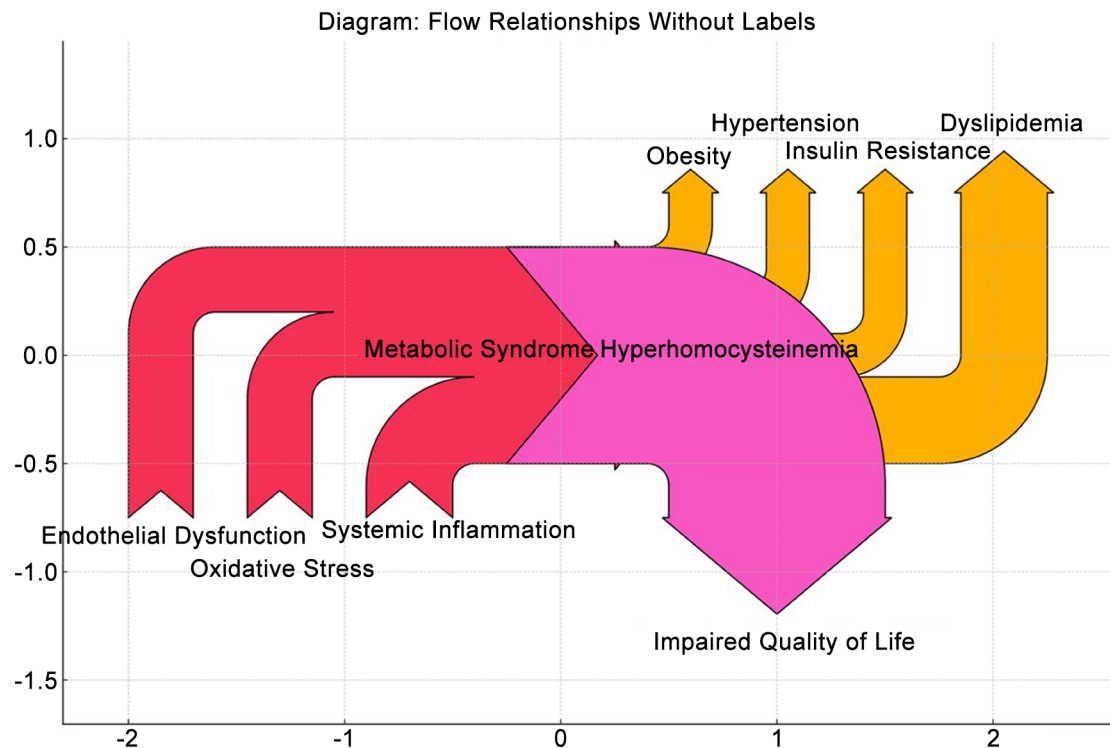 Diagram: Flow Relationships Without Labels
Hypertension
Dyslipidemia
Obesity
Insulin Resistance
1.0
0.5
0.0
Metabolic Syndrome
Hyperhomocysteinemia
-0.5
Endothelial Dysfunction
Systemic Inflammation
Oxidative Stress
-1.0
Impaired Quality of Life
-1.5
-2
-1
0
1
2